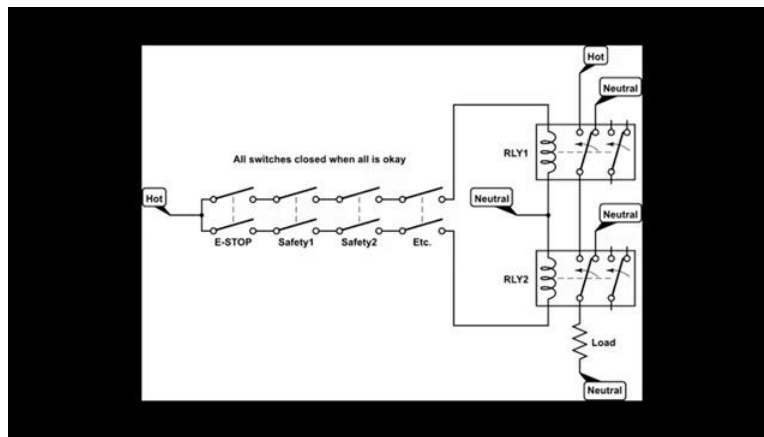 Hot
Neutral
RLY1
All switches closed when all is okay
Hot
Neutral
Neutral
E-STOP Safety1 Safety2 Etc.
RLY2
Load
Neutral